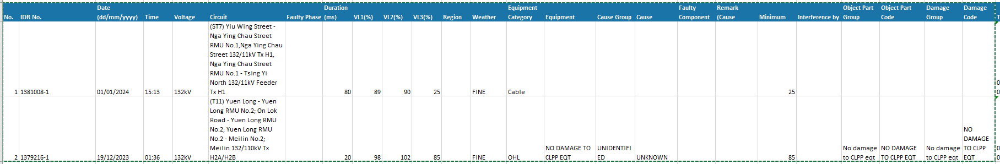 No. IDR No. Date (dd/mm/yyyy) Time Voltage Circuit Faulty Phase Duration (ms) VL1(%) VL2(%) VL3(%) Region Weather Equipment Category Equipment Cause Group Cause Faulty Component Remark (Cause Minimum Interference by Object Part Group Object Part Code Damage Group Damage Code T
(ST7) Yiu Wing Street -
Nga Ying Chau Street
RMU No.1,Nga Ying Chau
Street 132/11kV Tx H1,
Nga Ying Chau Street
RMU No.1 - Tsing Yi
North 132/11kV Feeder 0
1 1381008-1 01/01/2024 15:13 132kV Tx H1 80 89 90 25 FINE Cable 25 0
(T11) Yuen Long - Yuen
Long RMU No.2; On Lok
Road - Yuen Long RMU
No.2; Yuen Long RMU NO
No.2 - Meilin No.2; DAMAGE
Meilin 132/110kV Tx NO DAMAGE TO UNIDENTIFI No damage NO DAMAGE No damage TO CLPP 0
2 1379216-1 19/12/2023 01:36 132kV H2A/H2B 20 98 102 85 FINE OHL CLPP EQT ED UNKNOWN 85 to CLPP eqt TO CLPP EQT to CLPP eqt EQT 0